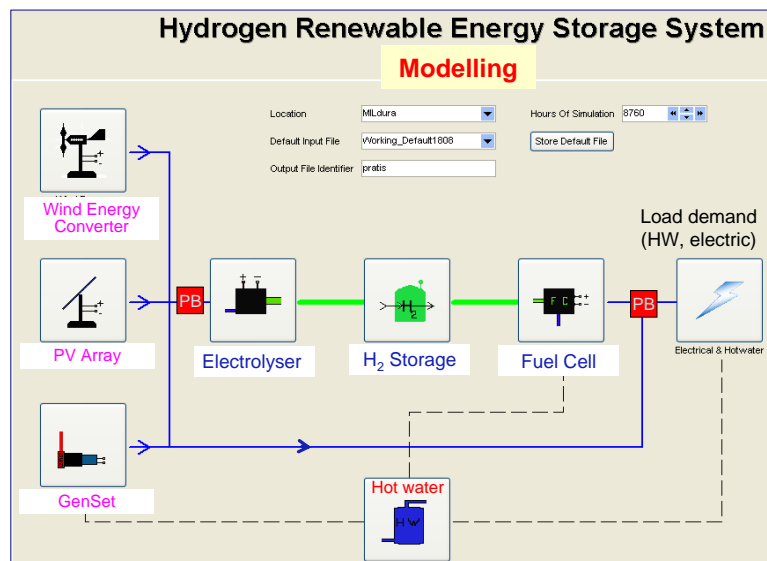 Hydrogen Renewable Energy Storage System
Modelling
Location
MILdura
Hours Of Simulation
8760
Default Input File
Working_Default1808
Store Default File
Output File Identifier
pratis
Wind Energy
Converter
Load demand
(HW, electric)
PB
FC
PB
H₂
PV Array
Electrolyser
H₂ Storage
Fuel Cell
Electrical & Hotwater
GenSet
Hot water
HW